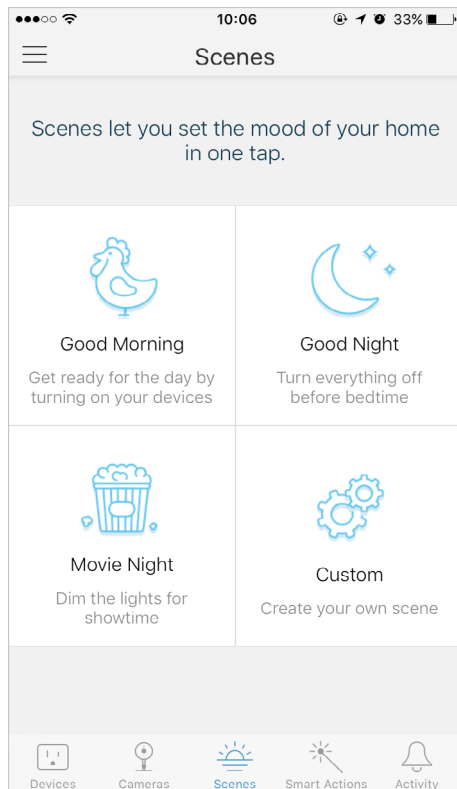 10:06
33%
Scenes
Scenes let you set the mood of your home
in one tap.
Good Morning
Get ready for the day by
turning on your devices
Good Night
Turn everything off
before bedtime
Movie Night
Dim the lights for
showtime
Custom
Create your own scene
Devices
Cameras
Scenes
Smart Actions
Activity